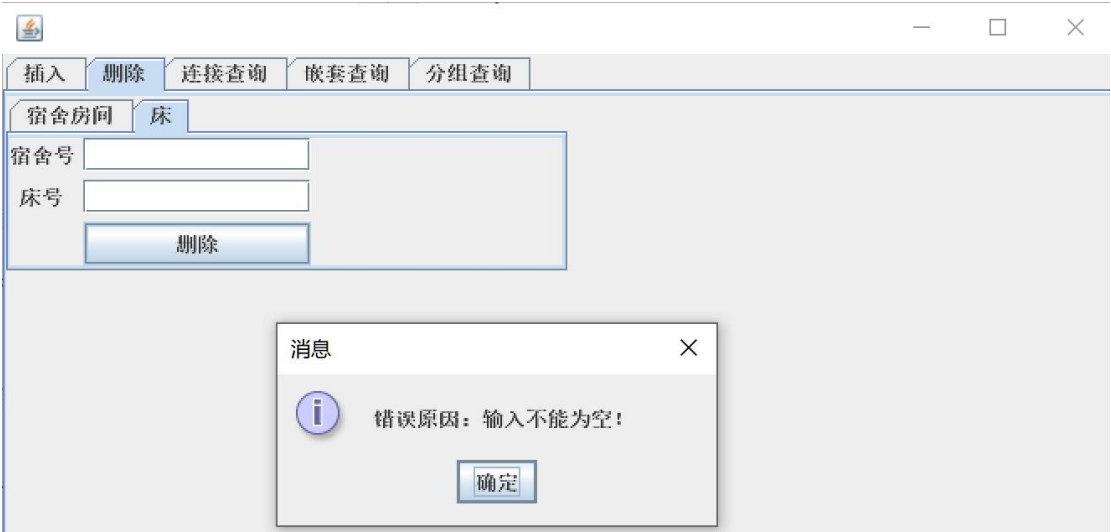 插入 删除 连接查询 嵌套查询 分组查询
宿舍房间 床
宿舍号
床号
删除
消息
错误原因：输入不能为空！
确定